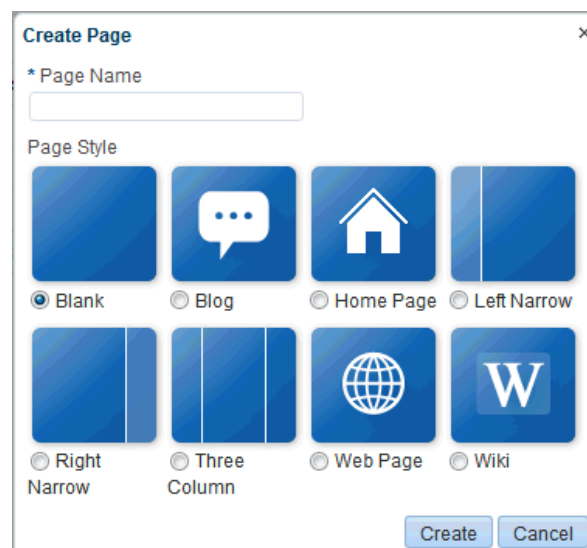 Create Page
×
* Page Name
Page Style
Blank
Blog
Home Page
Left Narrow
W
Right
Narrow
Three
Column
Web Page
Wiki
Create
Cancel